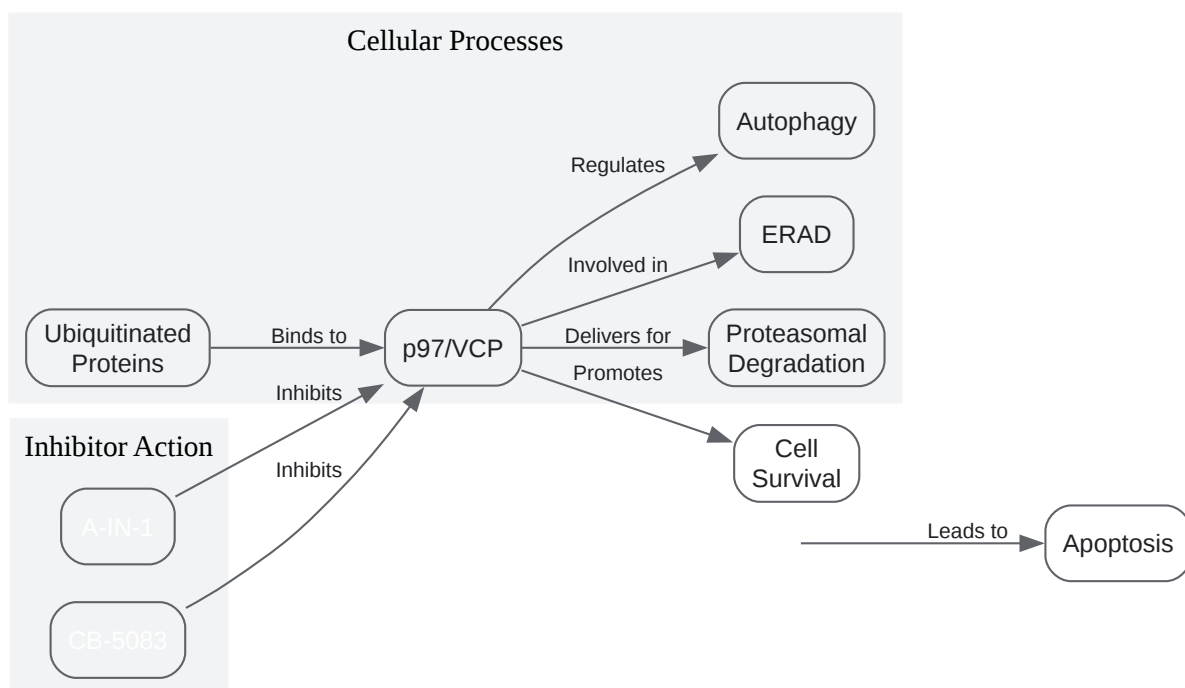 Cellular Processes
Autophagy
Regulates
ERAD
Involved in
Ubiquitinated
Proteins
Binds to
p97/VCP
Delivers for
Proteasomal
Degradation
Promotes
Inhibits
Cell
Survival
Inhibitor Action
Inhibits
A-IN-1
Leads to
Apoptosis
CB-5083